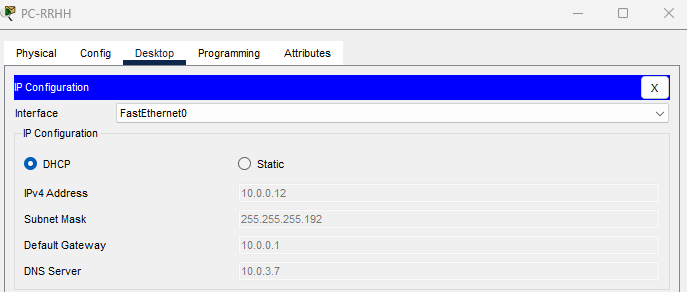 PC-RRHH
Physical Config Desktop Programming Attributes
IP Configuration X
Interface FastEthernet0
IP Configuration
DHCP Static
IPv4 Address 10.0.0.12
Subnet Mask 255.255.255.192
Default Gateway 10.0.0.1
DNS Server 10.0.3.7